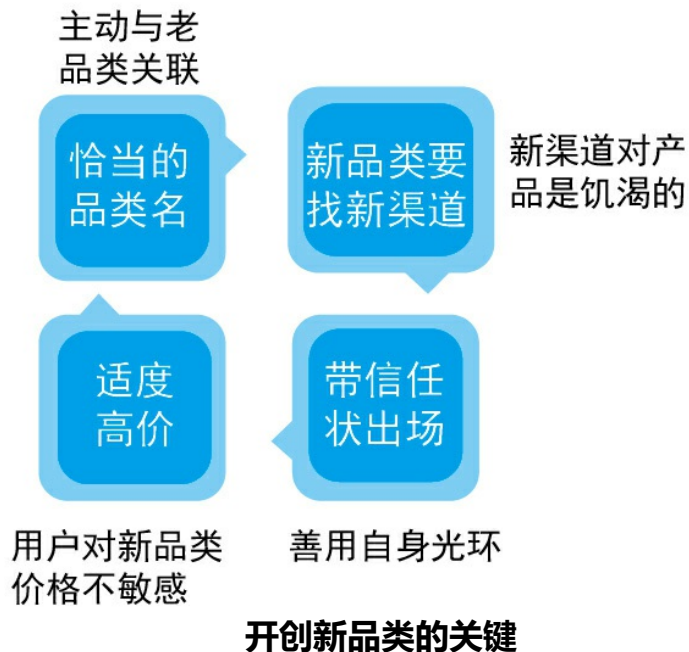 主动与老
品类关联
恰当的
品类名
新品类要
找新渠道
新渠道对产
品是饥渴的
适度
高价
带信任
状出场
用户对新品类
价格不敏感
善用自身光环
开创新品类的关键